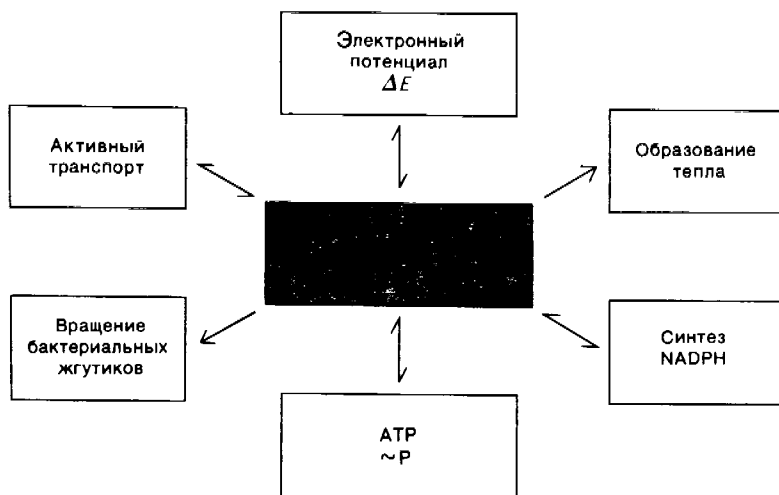 Электронный
потенциал
ΔE
Активный
транспорт
Образование
тепла
Вращение
бактериальных
жгутиков
Синтез
NADPH
ATP
~P